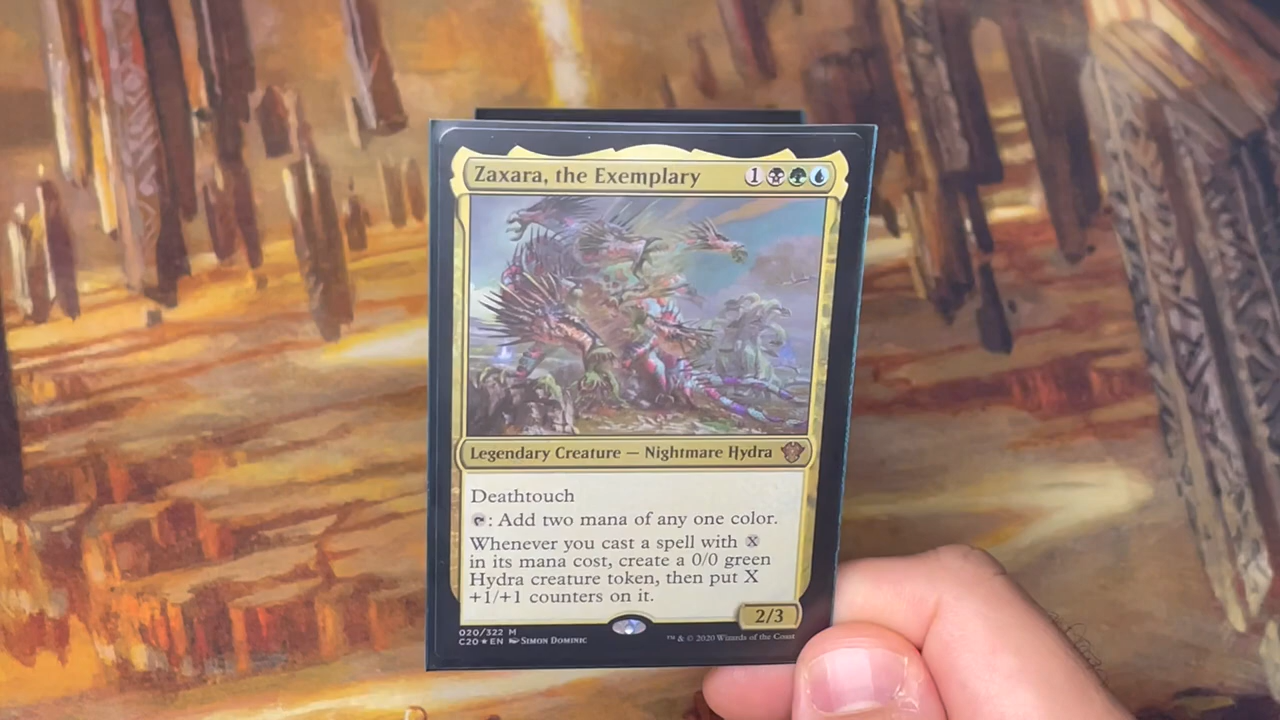 Zaxara, the Exemplary 1
Legendary Creature — Nightmare Hydra
Deathtouch
: Add two mana of any one color.
Whenever you cast a spell with X
in its mana cost, create a 0/0 green
Hydra creature token, then put X
+1/+1 counters on it.
2/3
020/322 M
C20 ★ EN Simon Dominic
™ & © 2020 Wizards of the Coast